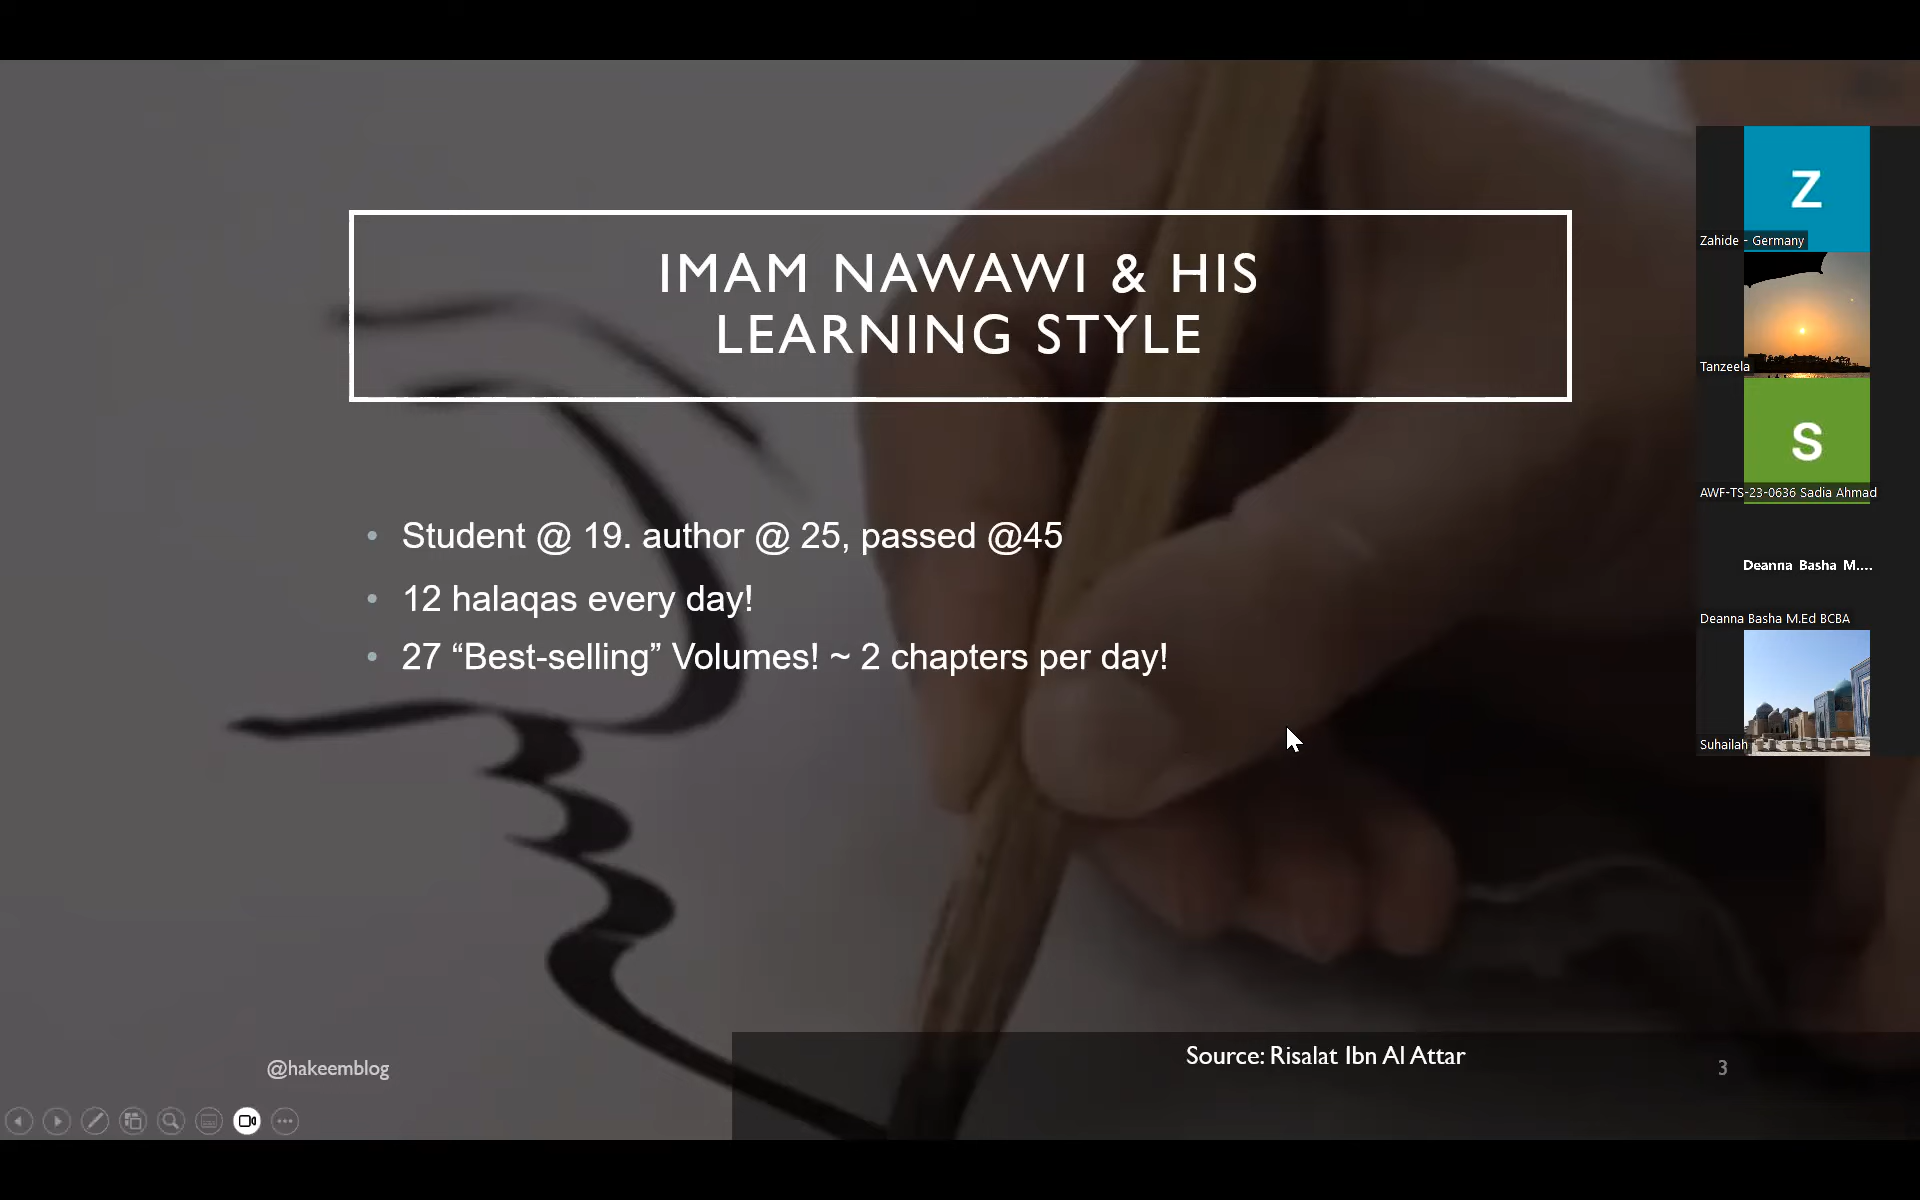 IMAM NAWAWI & HIS
LEARNING STYLE
• Student @ 19. author @ 25, passed @45
• 12 halaqas every day!
• 27 “Best-selling” Volumes! ~ 2 chapters per day!
Source: Risalat Ibn Al Attar
@hakeemblog
3
Z
Zahide - Germany
Tanzeela
S
AWF-TS-23-0636 Sadia Ahmad
Deanna Basha M....
Deanna Basha M.Ed BCBA
Suhailah